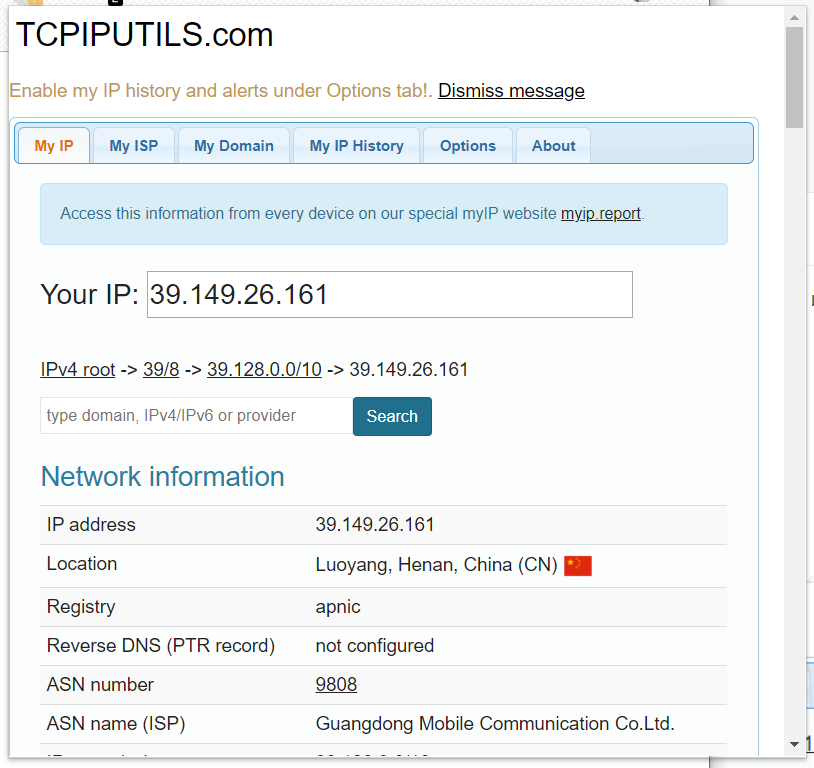 TCPIPUTILS.com
Enable my IP history and alerts under Options tab!. Dismiss message
My IP My ISP My Domain My IP History Options About
Access this information from every device on our special myIP website myip.report.
Your IP: 39.149.26.161
IPv4 root -> 39/8 -> 39.128.0.0/10 -> 39.149.26.161
type domain, IPv4/IPv6 or provider Search
Network information
IP address 39.149.26.161
Location Luoyang, Henan, China (CN)
Registry apnic
Reverse DNS (PTR record) not configured
ASN number 9808
ASN name (ISP) Guangdong Mobile Communication Co.Ltd.